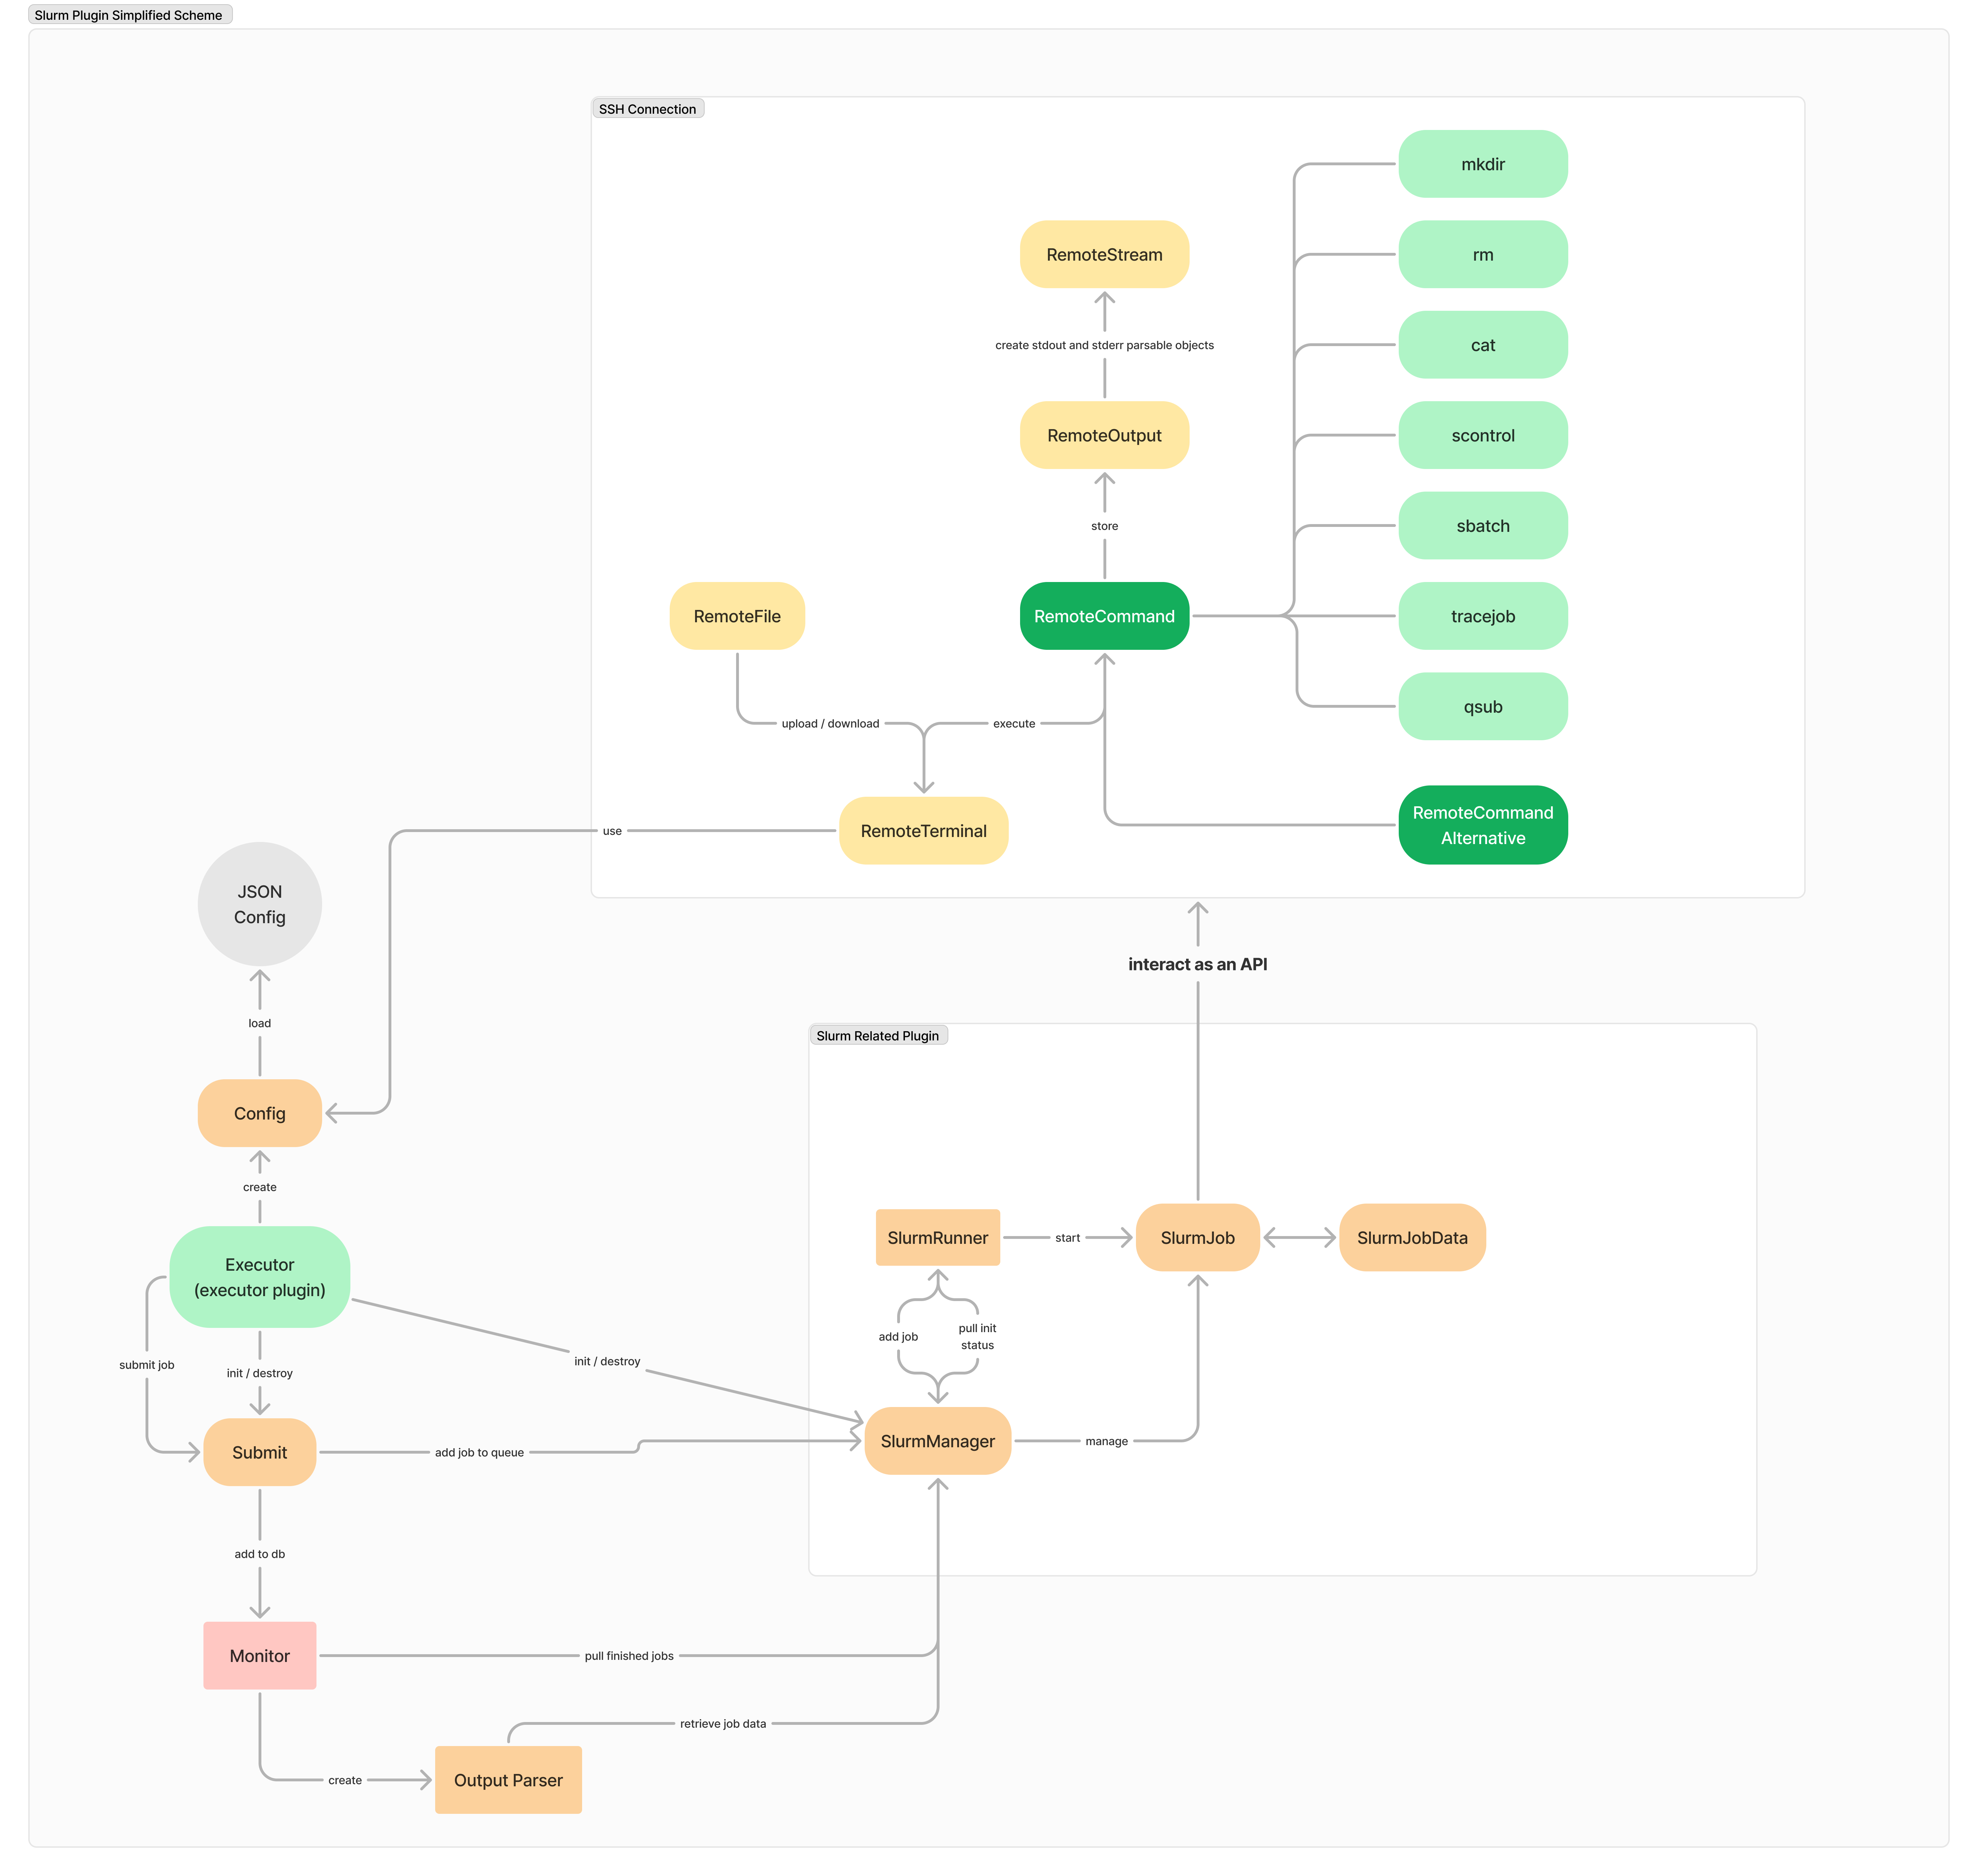 Slurm Plugin Simplified Scheme
SSH Connection
mkdir
RemoteStream
rm
create stdout and stderr parsable objects
cat
RemoteOutput
scontrol
store
sbatch
RemoteFile
RemoteCommand
tracejob
upload / download
execute
qsub
use
RemoteTerminal
RemoteCommand
Alternative
JSON
Config
interact as an API
load
Slurm Related Plugin
Config
create
Executor
(executor plugin)
SlurmRunner
start
SlurmJob
SlurmJobData
add job
pull init
status
submit job
init / destroy
init / destroy
Submit
add job to queue
SlurmManager
manage
add to db
Monitor
pull finished jobs
retrieve job data
create
Output Parser